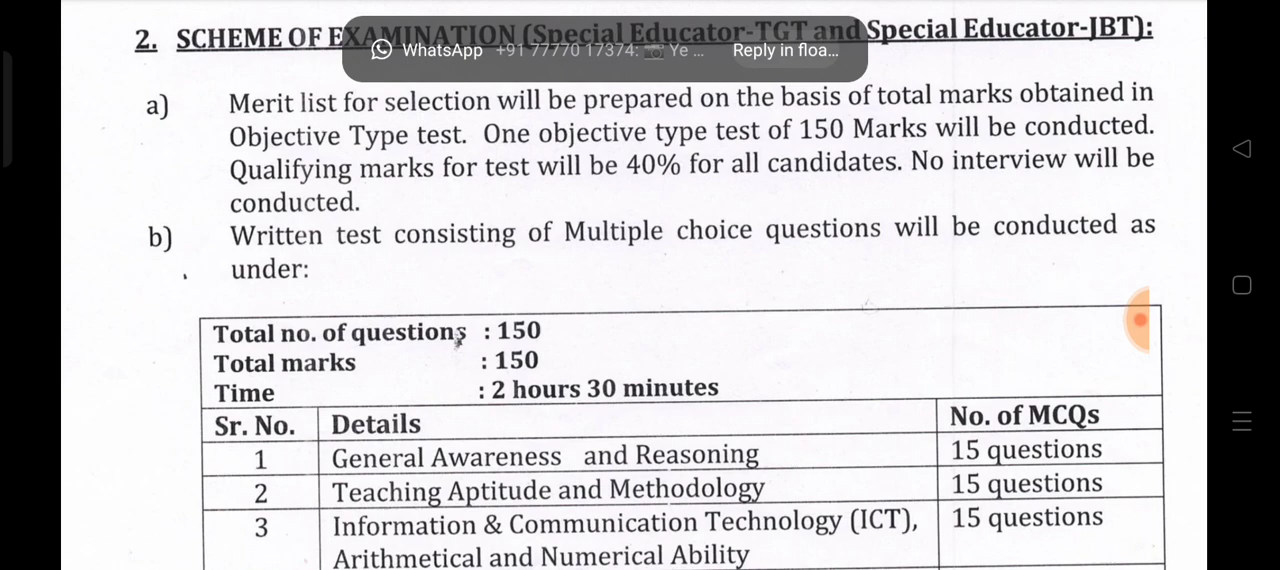 2. SCHEME OF EXAMINATION (Special Educator-TGT and Special Educator-JBT):
WhatsApp +91 77770 17374: 📷 Ye ... Reply in floa...
a) Merit list for selection will be prepared on the basis of total marks obtained in
Objective Type test. One objective type test of 150 Marks will be conducted.
Qualifying marks for test will be 40% for all candidates. No interview will be
conducted.
b) Written test consisting of Multiple choice questions will be conducted as
under:
Total no. of questions : 150
Total marks : 150
Time : 2 hours 30 minutes
Sr. No. Details No. of MCQs
1 General Awareness and Reasoning 15 questions
2 Teaching Aptitude and Methodology 15 questions
3 Information & Communication Technology (ICT), 15 questions
Arithmetical and Numerical Ability